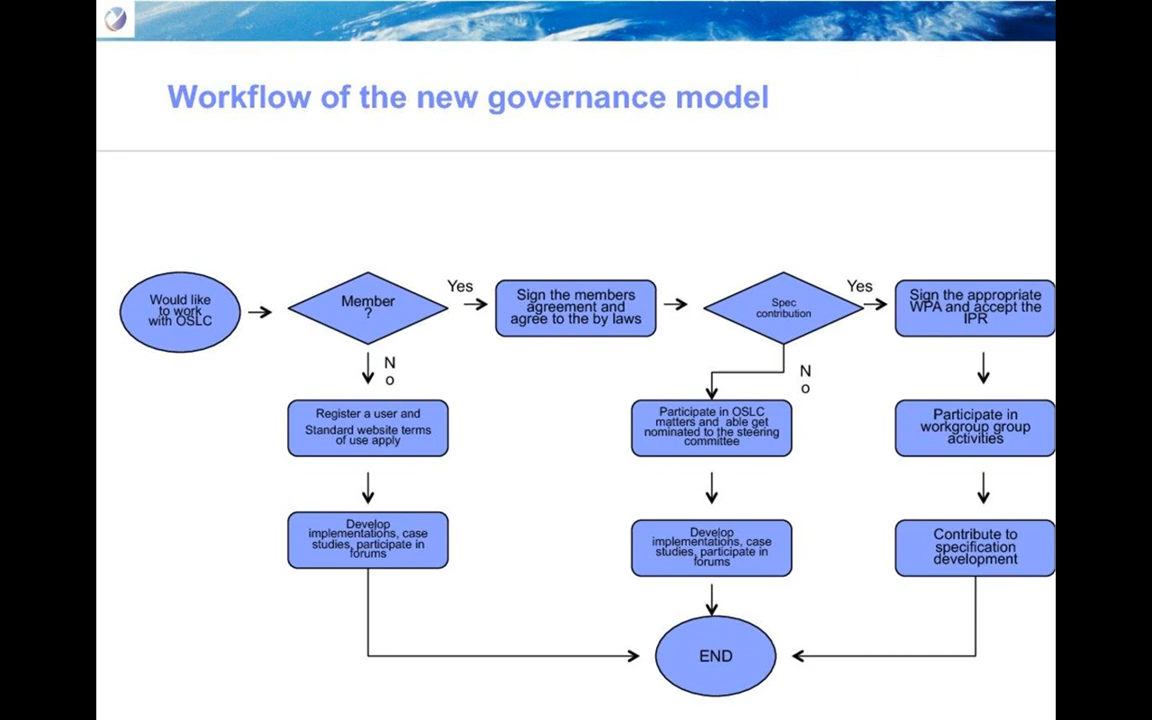 Workflow of the new governance model
Would like
to work
with OSLC
Member
?
Yes
Sign the members
agreement and
agree to the by laws
Spec
contribution
Yes
Sign the appropriate
WPA and accept the
IPR
N
o
N
o
Register a user and
Standard website terms
of use apply
Participate in OSLC
matters and able get
nominated to the steering
committee
Participate in
workgroup group
activities
Develop
implementations, case
studies, participate in
forums
Develop
implementations, case
studies, participate in
forums
Contribute to
specification
development
END